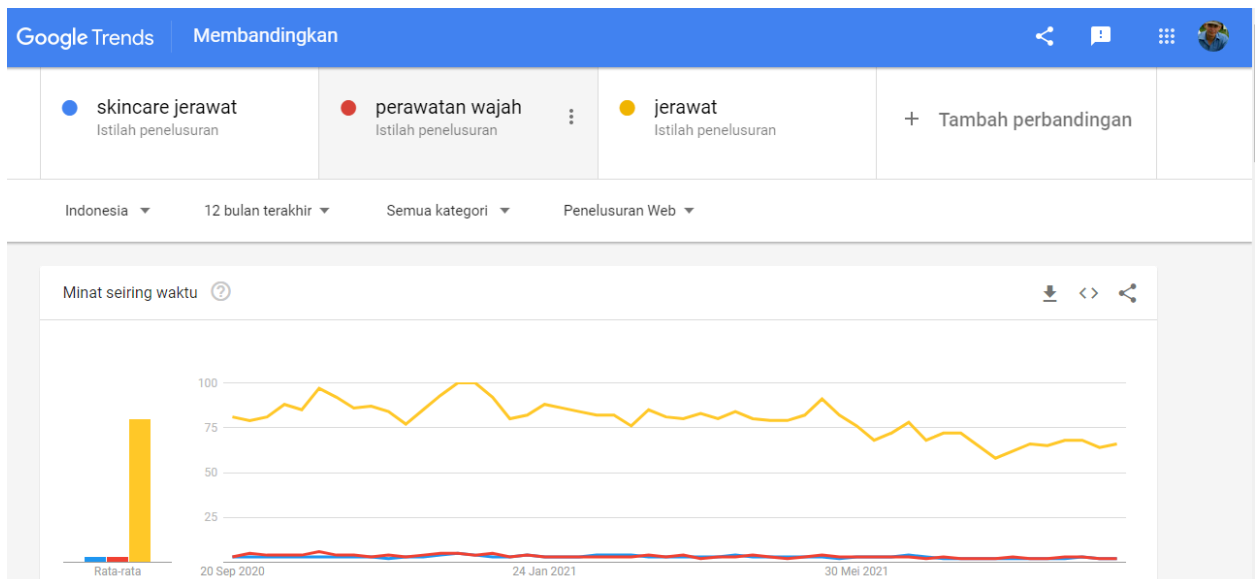 Google Trends Membandingkan
skincare jerawat
Istilah penelusuran
perawatan wajah
Istilah penelusuran
jerawat
Istilah penelusuran
+ Tambah perbandingan
Indonesia 12 bulan terakhir Semua kategori Penelusuran Web
Minat seiring waktu ?
100
75
50
25
Rata-rata 20 Sep 2020 24 Jan 2021 30 Mei 2021